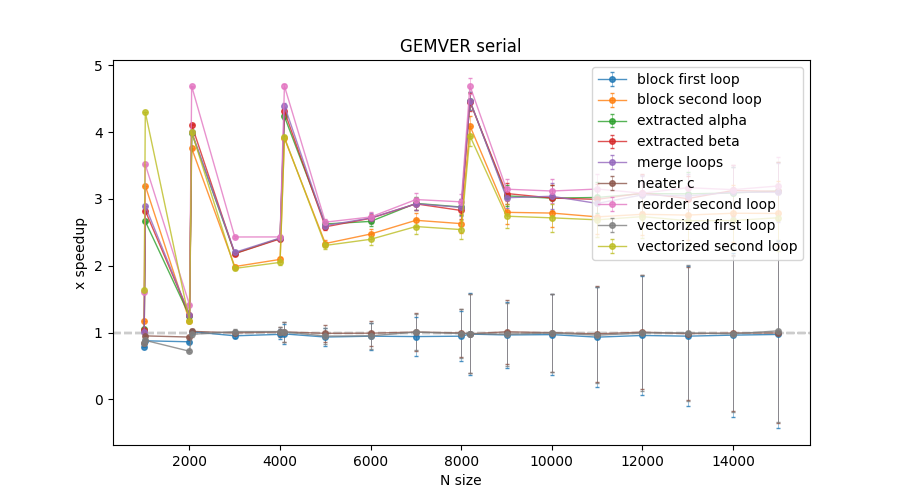 GEMVER serial
x speedup
5
4
3
2
1
0
block first loop
block second loop
extracted alpha
extracted beta
merge loops
neater c
reorder second loop
vectorized first loop
vectorized second loop
2000 4000 6000 8000 10000 12000 14000
N size